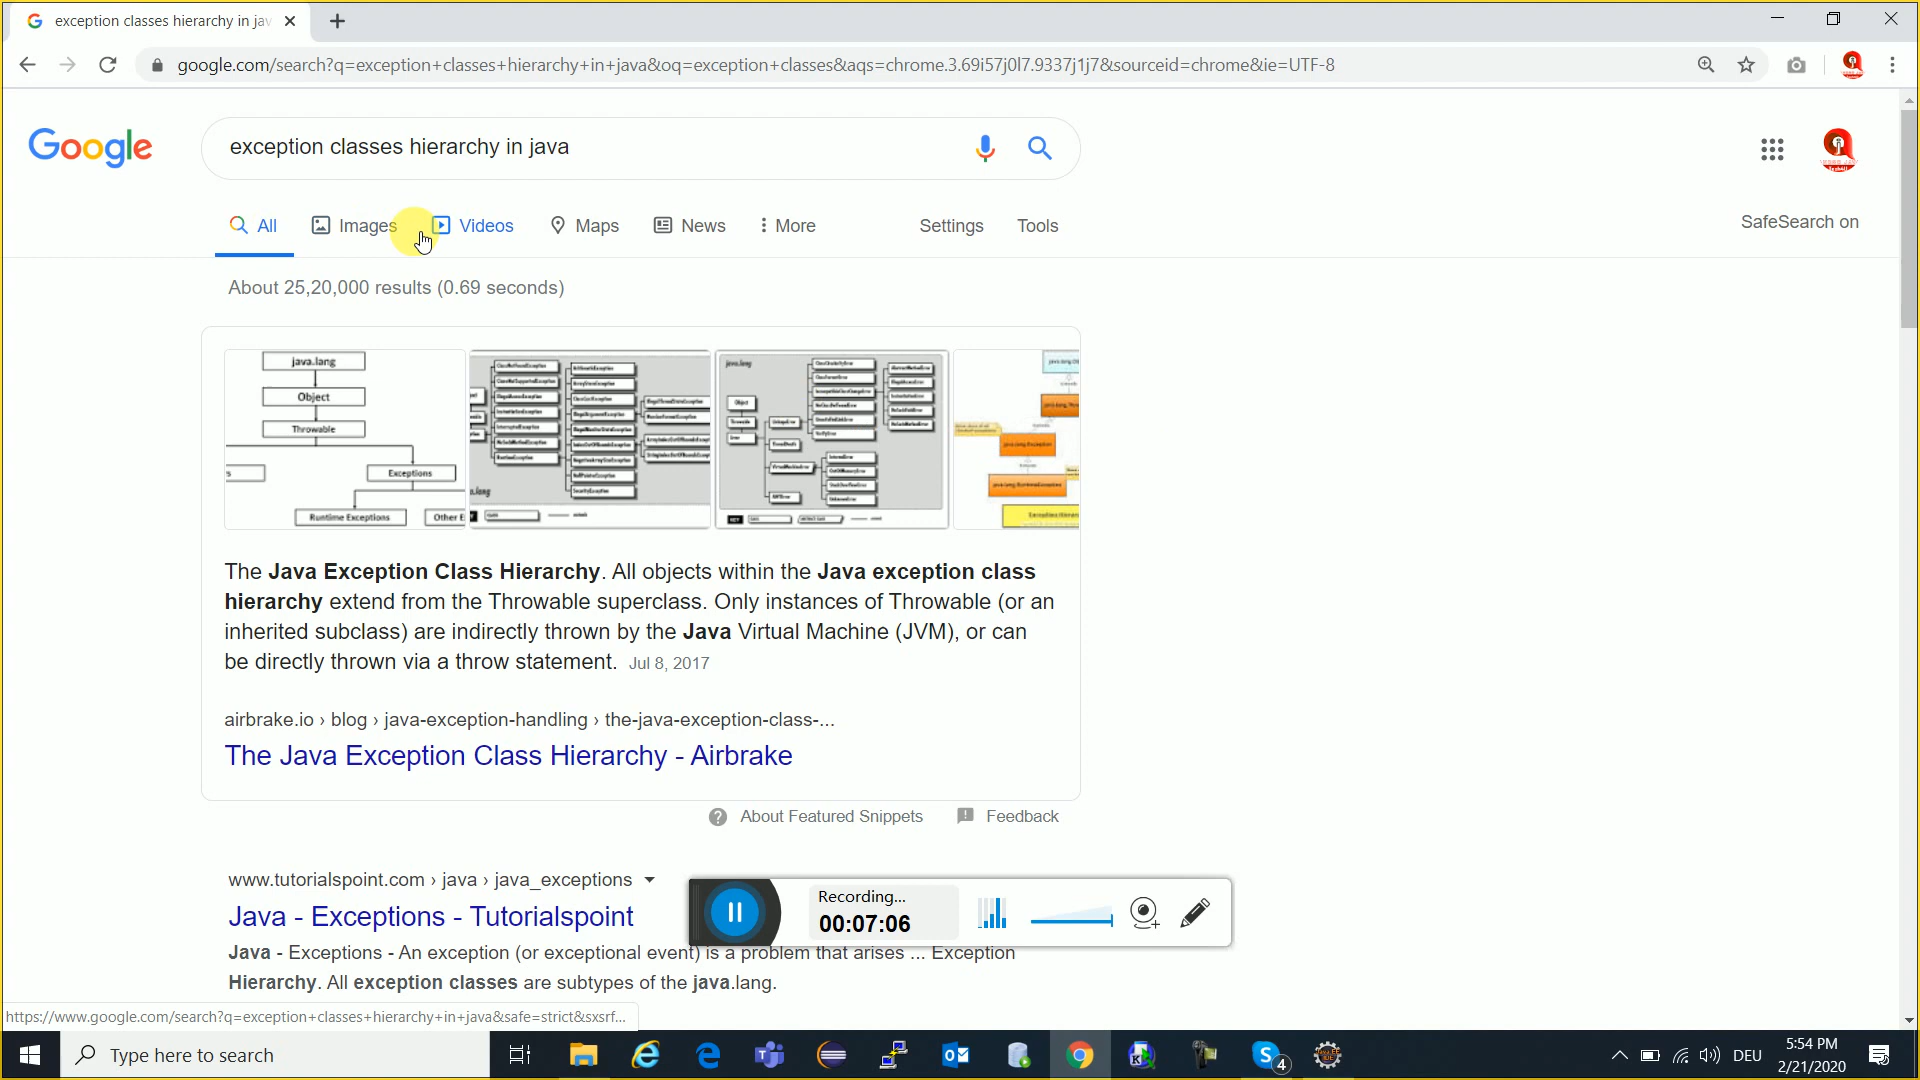 exception classes hierarchy in jav
google.com/search?q=exception+classes+hierarchy+in+java&oq=exception+classes&aqs=chrome.3.69i57j0l7.9337j1j7&sourceid=chrome&ie=UTF-8
Google
exception classes hierarchy in java
All Images Videos Maps News More Settings Tools
SafeSearch on
About 25,20,000 results (0.69 seconds)
java.lang
Object
Throwable
Exceptions
Runtime Exceptions
Other E
java.lang
Object
The Java Exception Class Hierarchy. All objects within the Java exception class
hierarchy extend from the Throwable superclass. Only instances of Throwable (or an
inherited subclass) are indirectly thrown by the Java Virtual Machine (JVM), or can
be directly thrown via a throw statement. Jul 8, 2017
airbrake.io › blog › java-exception-handling › the-java-exception-class-...
The Java Exception Class Hierarchy - Airbrake
About Featured Snippets Feedback
www.tutorialspoint.com › java › java_exceptions
Java - Exceptions - Tutorialspoint
Java - Exceptions - An exception (or exceptional event) is a problem that arises ... Exception
Hierarchy. All exception classes are subtypes of the java.lang.
Recording...
00:07:06
https://www.google.com/search?q=exception+classes+hierarchy+in+java&safe=strict&sxsrf...
Type here to search
4
DEU
5:54 PM
2/21/2020